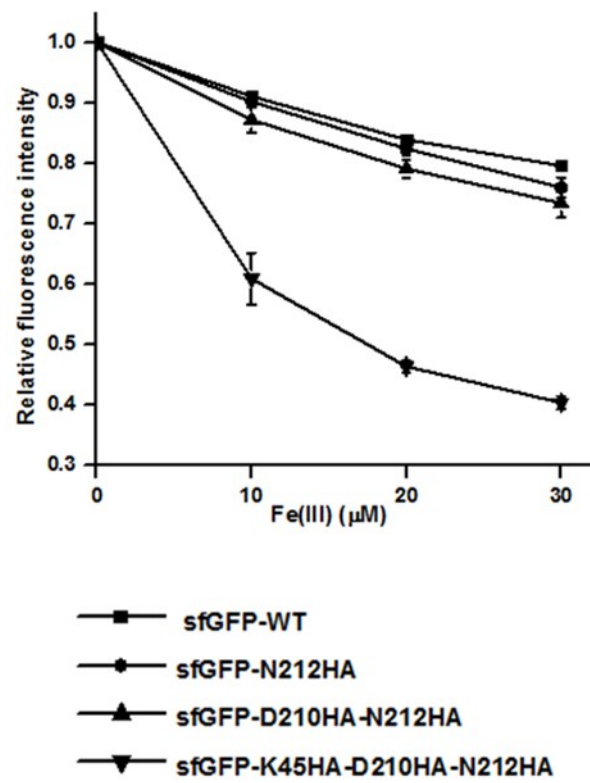 Relative fluorescence intensity
1.0
0.9
0.8
0.7
0.6
0.5
0.4
0.3
0 10 20 30
Fe(III) (μM)
sfGFP-WT
sfGFP-N212HA
sfGFP-D210HA-N212HA
sfGFP-K45HA-D210HA-N212HA